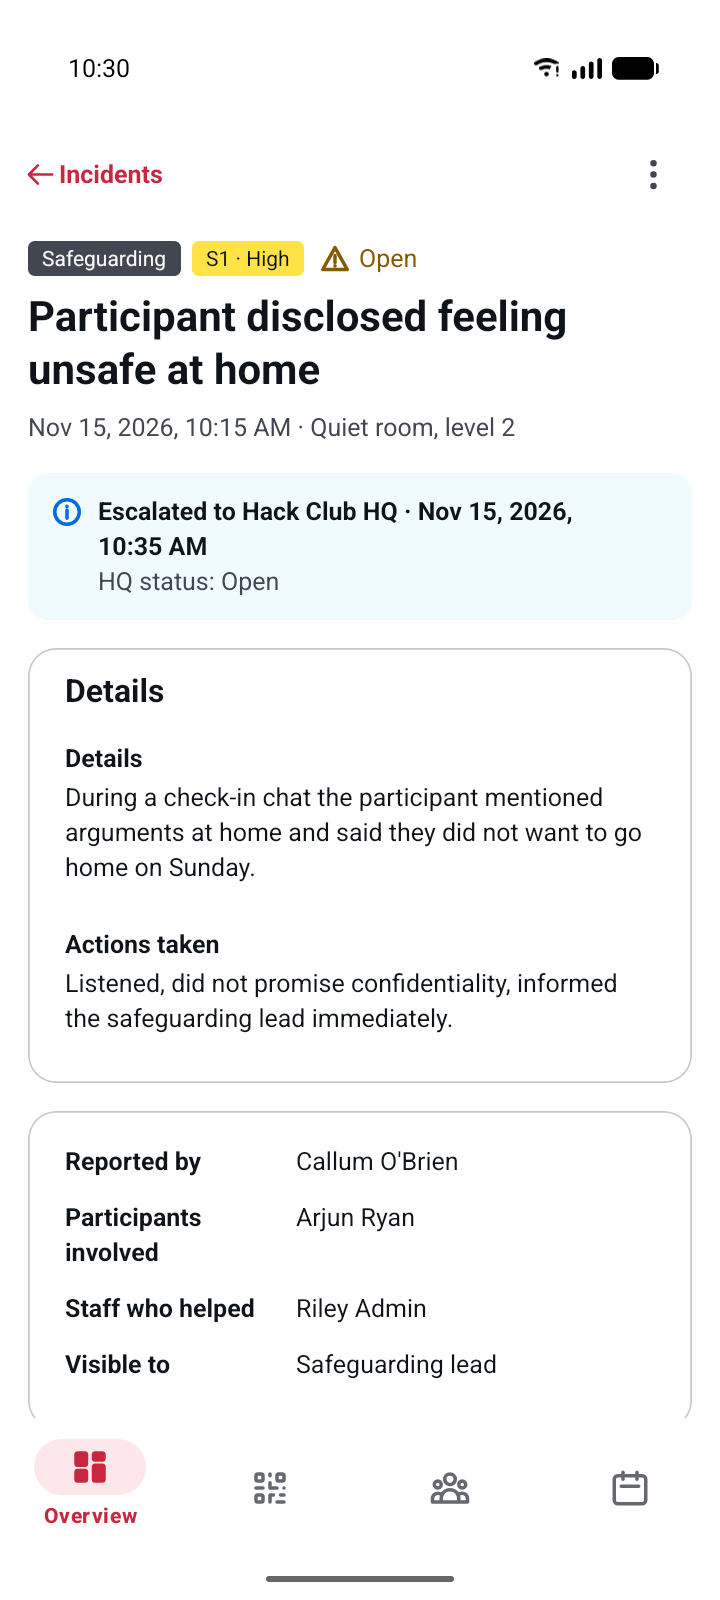 10:30
Incidents
Safeguarding
S1 · High
Open
Participant disclosed feeling
unsafe at home
Nov 15, 2026, 10:15 AM · Quiet room, level 2
Escalated to Hack Club HQ · Nov 15, 2026,
10:35 AM
HQ status: Open
Details
Details
During a check-in chat the participant mentioned
arguments at home and said they did not want to go
home on Sunday.
Actions taken
Listened, did not promise confidentiality, informed
the safeguarding lead immediately.
Reported by Callum O'Brien
Participants Arjun Ryan
involved
Staff who helped Riley Admin
Visible to Safeguarding lead
Overview